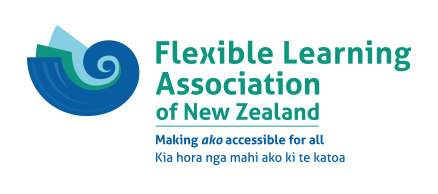 Flexible Learning
Association
of New Zealand
Making ako accessible for all
Kia hora nga mahi ako ki te katoa